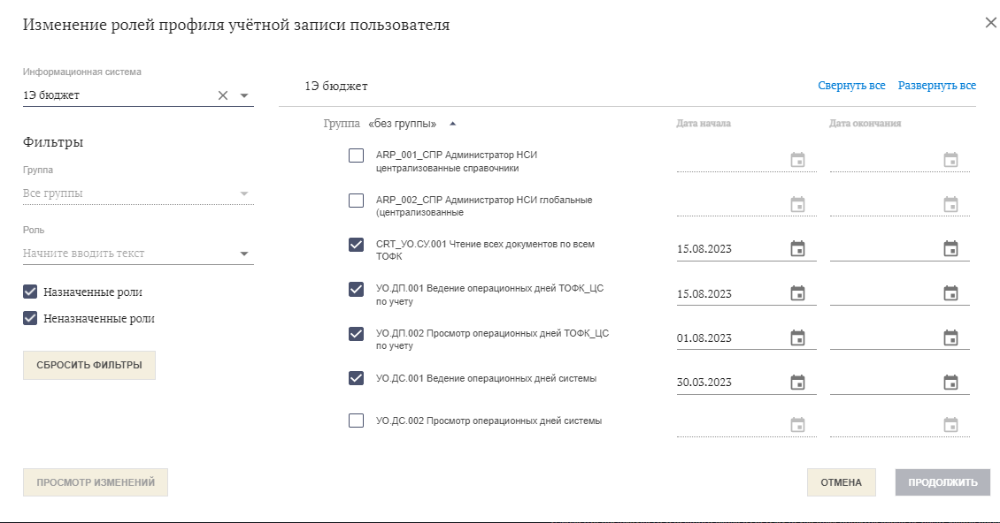 Изменение ролей профиля учётной записи пользователя
Информационная система
1Э бюджет
Фильтры
Группа
Все группы
Роль
Начните вводить текст
Назначенные роли
Неназначенные роли
СБРОСИТЬ ФИЛЬТРЫ
1Э бюджет
Свернуть все Развернуть все
Группа «без группы» Дата начала Дата окончания
ARP_001_СПР Администратор НСИ
централизованные справочники
ARP_002_СПР Администратор НСИ глобальные
(централизованные
CRT_УО.СУ.001 Чтение всех документов по всем
ТОФК
15.08.2023
УО.ДП.001 Ведение операционных дней ТОФК_ЦС
по учету
15.08.2023
УО.ДП.002 Просмотр операционных дней ТОФК_ЦС
по учету
01.08.2023
УО.ДС.001 Ведение операционных дней системы
30.03.2023
УО.ДС.002 Просмотр операционных дней системы
ПРОСМОТР ИЗМЕНЕНИЙ
ОТМЕНА
ПРОДОЛЖИТЬ